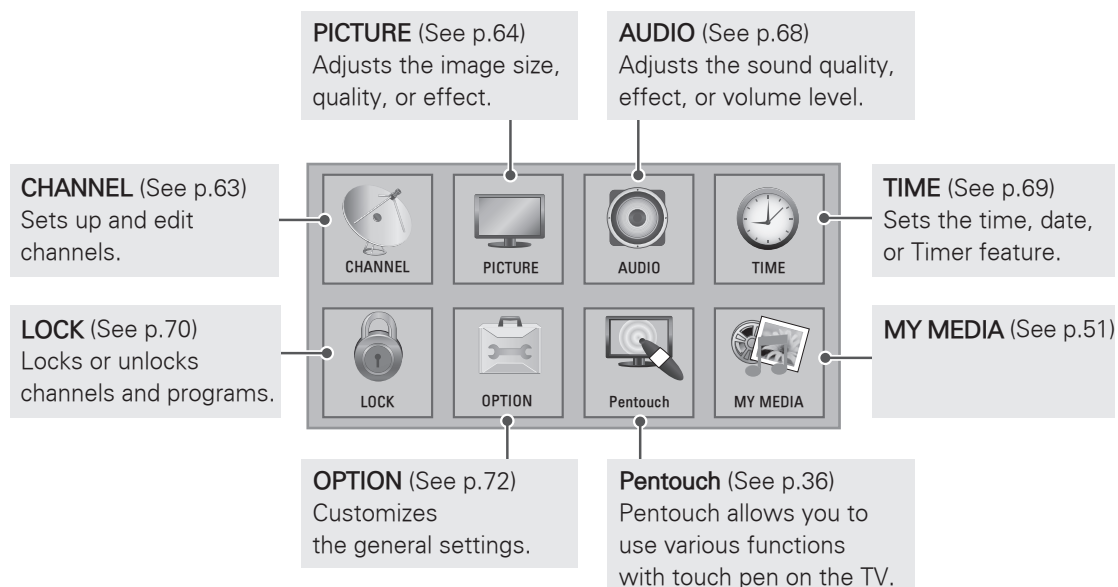 PICTURE (See p.64)
Adjusts the image size,
quality, or effect.
AUDIO (See p.68)
Adjusts the sound quality,
effect, or volume level.
CHANNEL (See p.63)
Sets up and edit
channels.
CHANNEL
PICTURE
AUDIO
TIME
TIME (See p.69)
Sets the time, date,
or Timer feature.
LOCK (See p.70)
Locks or unlocks
channels and programs.
LOCK
OPTION
Pentouch
MY MEDIA
MY MEDIA (See p.51)
OPTION (See p.72)
Customizes
the general settings.
Pentouch (See p.36)
Pentouch allows you to
use various functions
with touch pen on the TV.